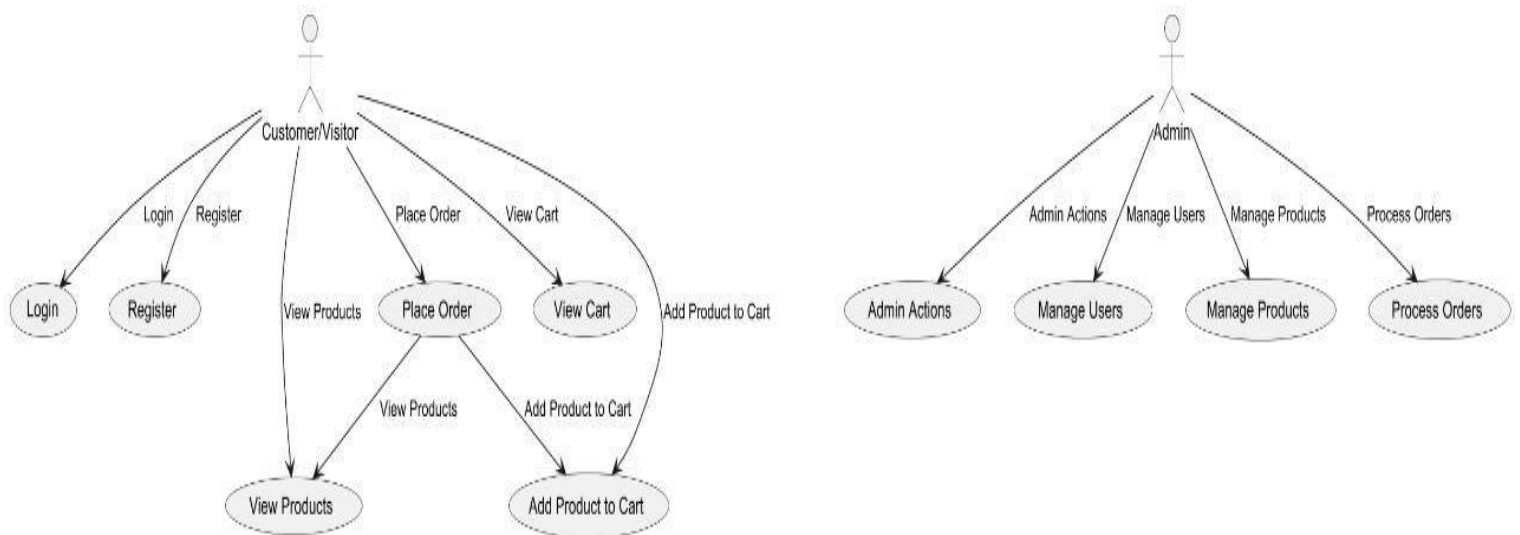 Customer/Visitor
Admin
Login
Register
Place Order
View Cart
Admin Actions
Manage Users
Manage Products
Process Orders
Login
Register
View Products
Place Order
View Cart
Add Product to Cart
Admin Actions
Manage Users
Manage Products
Process Orders
View Products
Add Product to Cart
View Products
Add Product to Cart